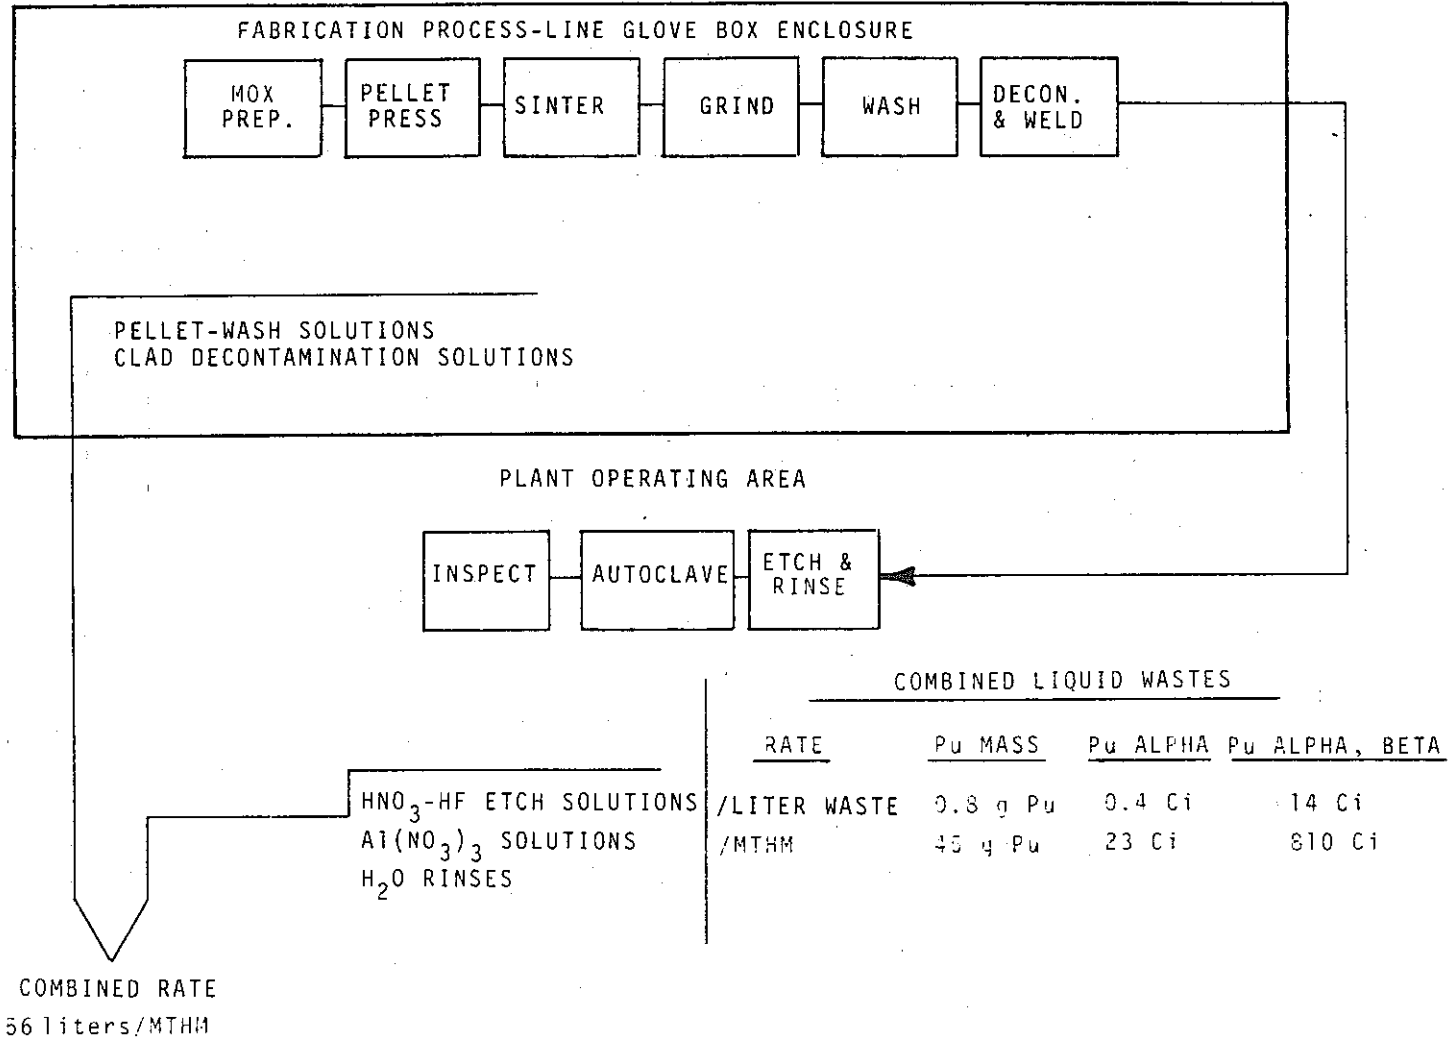 FABRICATION PROCESS-LINE GLOVE BOX ENCLOSURE
MOX
PREP.
PELLET
PRESS
SINTER
GRIND
WASH
DECON.
& WELD
PELLET-WASH SOLUTIONS
CLAD DECONTAMINATION SOLUTIONS
PLANT OPERATING AREA
INSPECT
AUTOCLAVE
ETCH &
RINSE
COMBINED LIQUID WASTES
RATE Pu MASS Pu ALPHA Pu ALPHA, BETA
/LITER WASTE 0.8 g Pu 0.4 Ci 14 Ci
/MTHM g Pu 23 Ci 810 Ci
HNO3-HF ETCH SOLUTIONS
Al(NO3)3 SOLUTIONS
H2O RINSES
COMBINED RATE
liters/MTHM